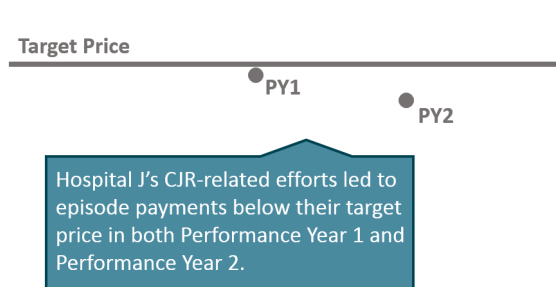 Target Price
PY1
PY2
Hospital J’s CJR-related efforts led to
episode payments below their target
price in both Performance Year 1 and
Performance Year 2.